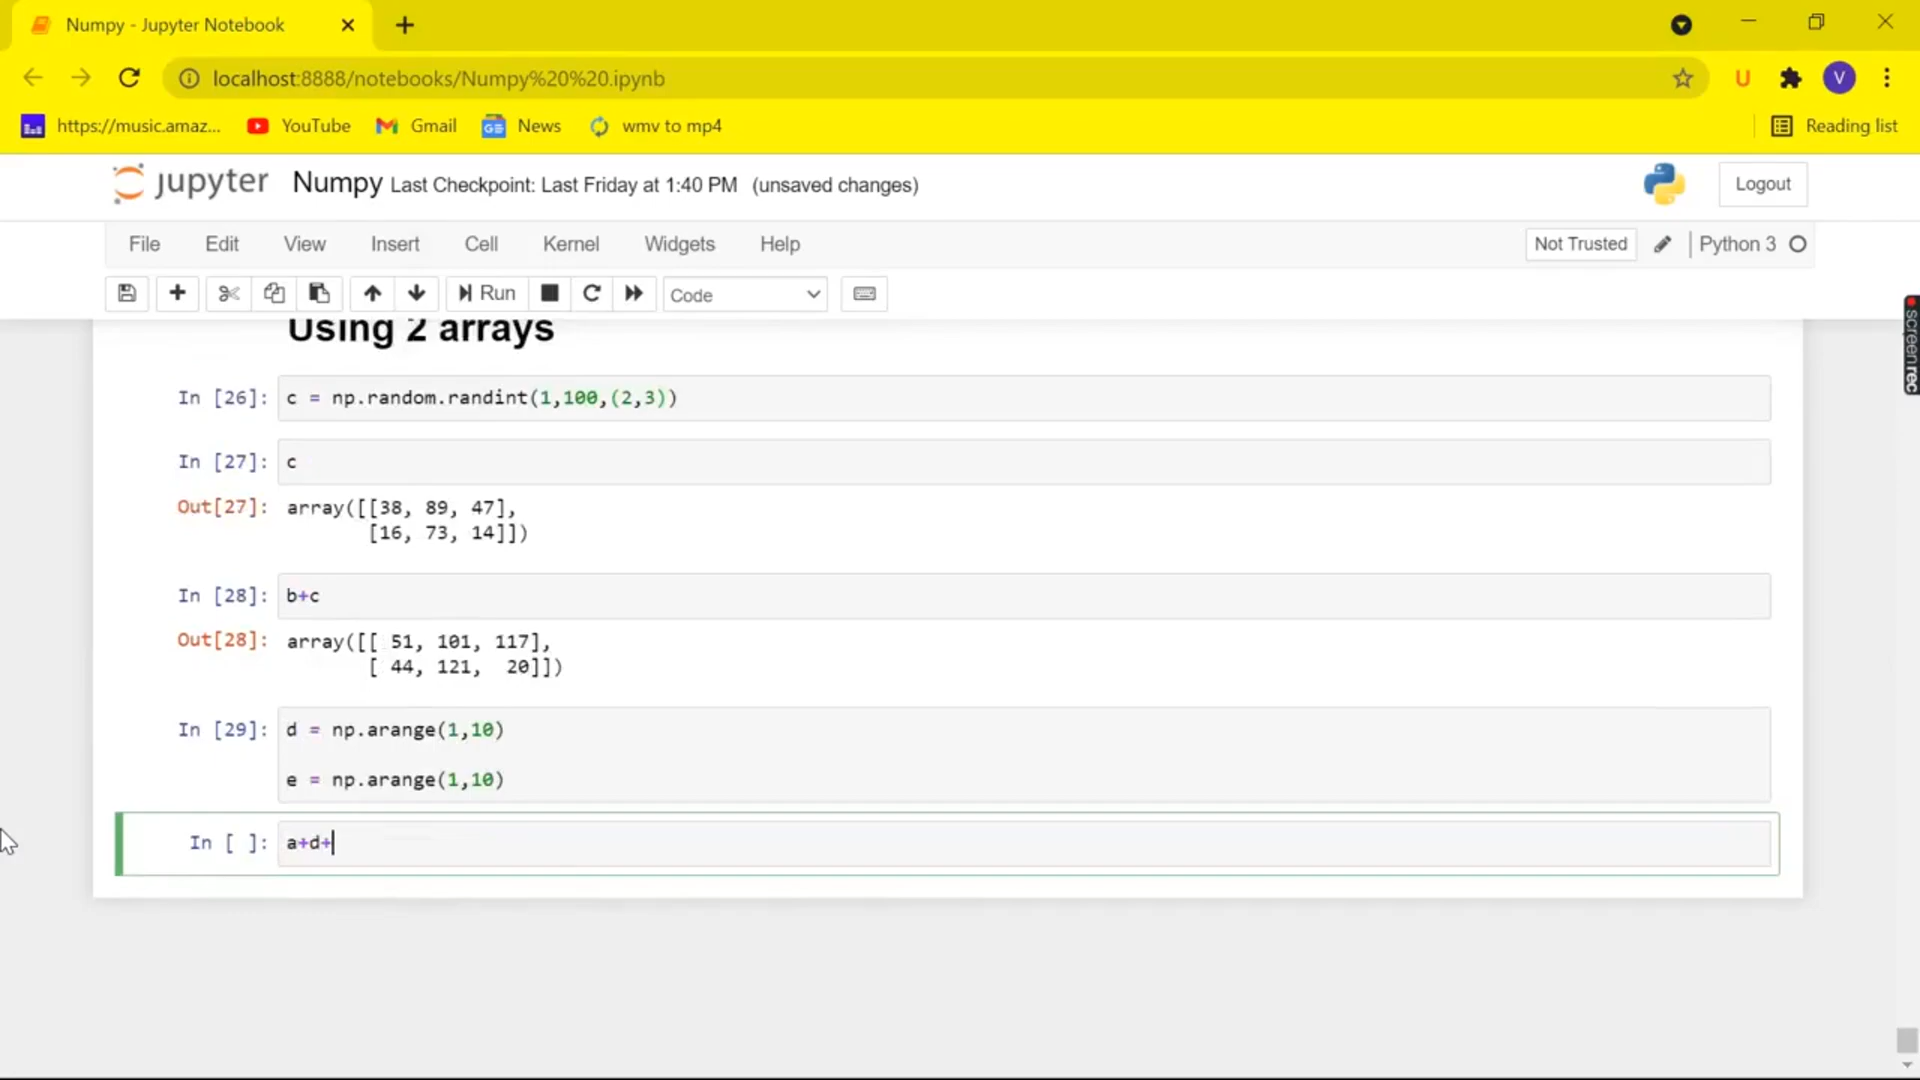 Numpy - Jupyter Notebook
localhost:8888/notebooks/Numpy%20%20.ipynb
U
V
https://music.amaz...
YouTube
Gmail
News
wmv to mp4
Reading list
jupyter Numpy Last Checkpoint: Last Friday at 1:40 PM (unsaved changes)
Logout
File Edit View Insert Cell Kernel Widgets Help
Not Trusted
Python 3
Run
Code
screenrec
Using 2 arrays
In [26]: c = np.random.randint(1,100,(2,3))
In [27]: c
Out[27]: array([[38, 89, 47],
[16, 73, 14]])
In [28]: b+c
Out[28]: array([[ 51, 101, 117],
[ 44, 121,  20]])
In [29]: d = np.arange(1,10)
e = np.arange(1,10)
In [ ]: a+d+